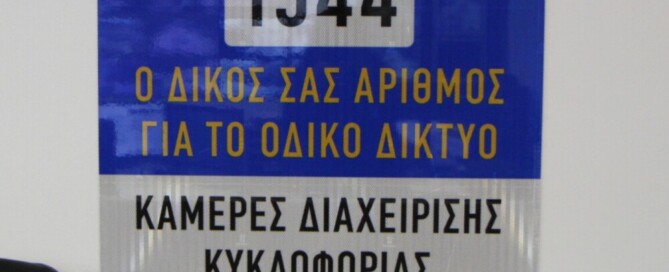 1544
Ο ΔΙΚΟΣ ΣΑΣ ΑΡΙΘΜΟΣ
ΓΙΑ ΤΟ ΟΔΙΚΟ ΔΙΚΤΥΟ
ΚΑΜΕΡΕΣ ΔΙΑΧΕΙΡΙΣΗΣ
ΚΥΚΛΟΦΟΡΙΑΣ